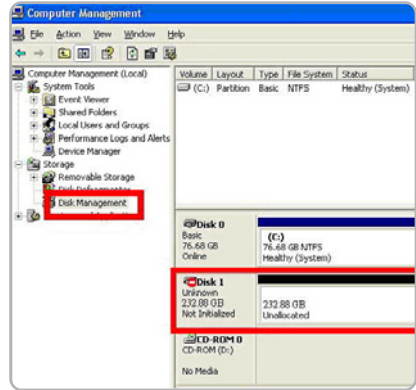 Computer Management
File Action View Window Help
Computer Management (Local)
System Tools
Event Viewer
Shared Folders
Local Users and Groups
Performance Logs and Alerts
Device Manager
Storage
Removable Storage
Disk Defragmenter
Disk Management
Volume Layout Type File System Status
(C:) Partition Basic NTFS Healthy (System)
Disk 0
Basic
76.68 GB
Online
(C:)
76.68 GB NTFS
Healthy (System)
Disk 1
Unknown
232.88 GB
Not Initialized
232.88 GB
Unallocated
CD-ROM 0
CD-ROM (D:)
No Media